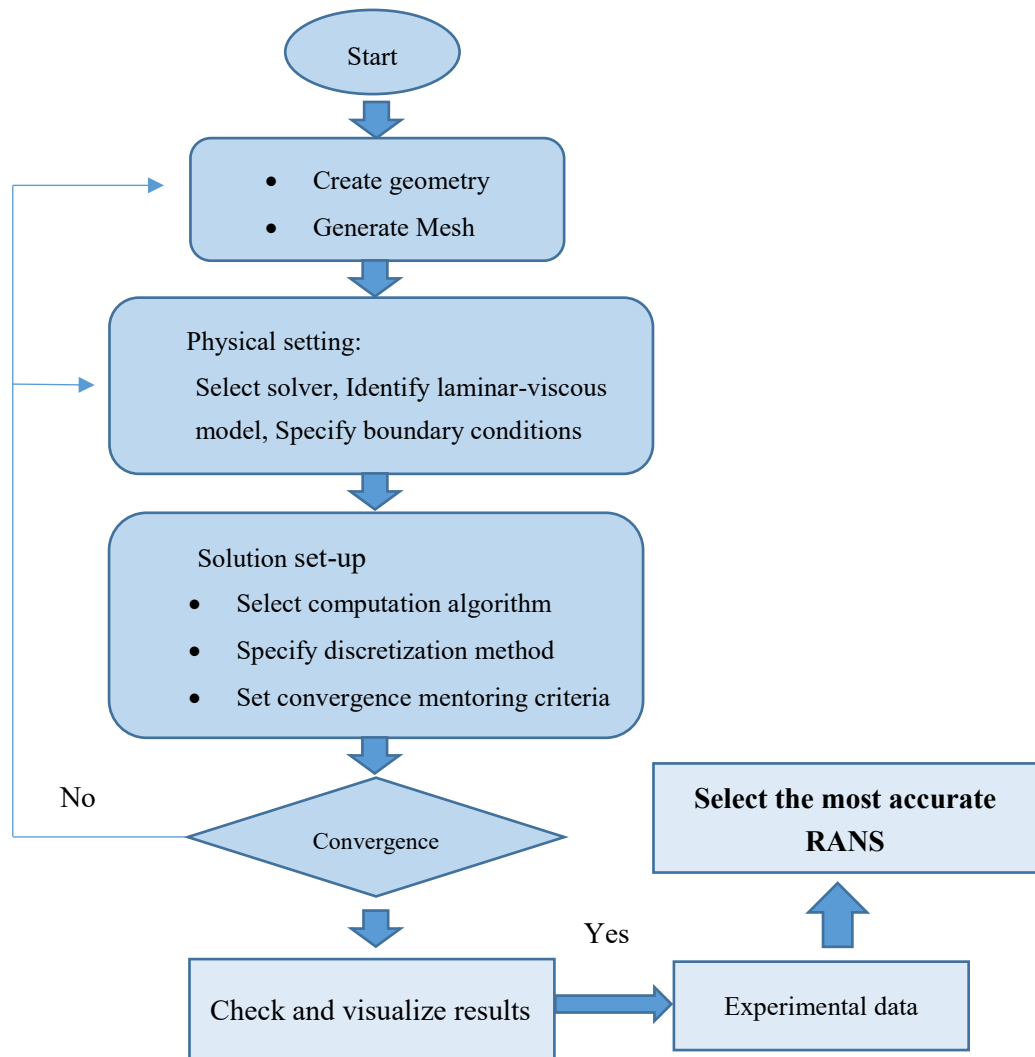 Start
• Create geometry
• Generate Mesh
Physical setting:
Select solver, Identify laminar-viscous
model, Specify boundary conditions
Solution set-up
• Select computation algorithm
• Specify discretization method
• Set convergence mentoring criteria
No
Convergence
Select the most accurate
RANS
Yes
Check and visualize results
Experimental data